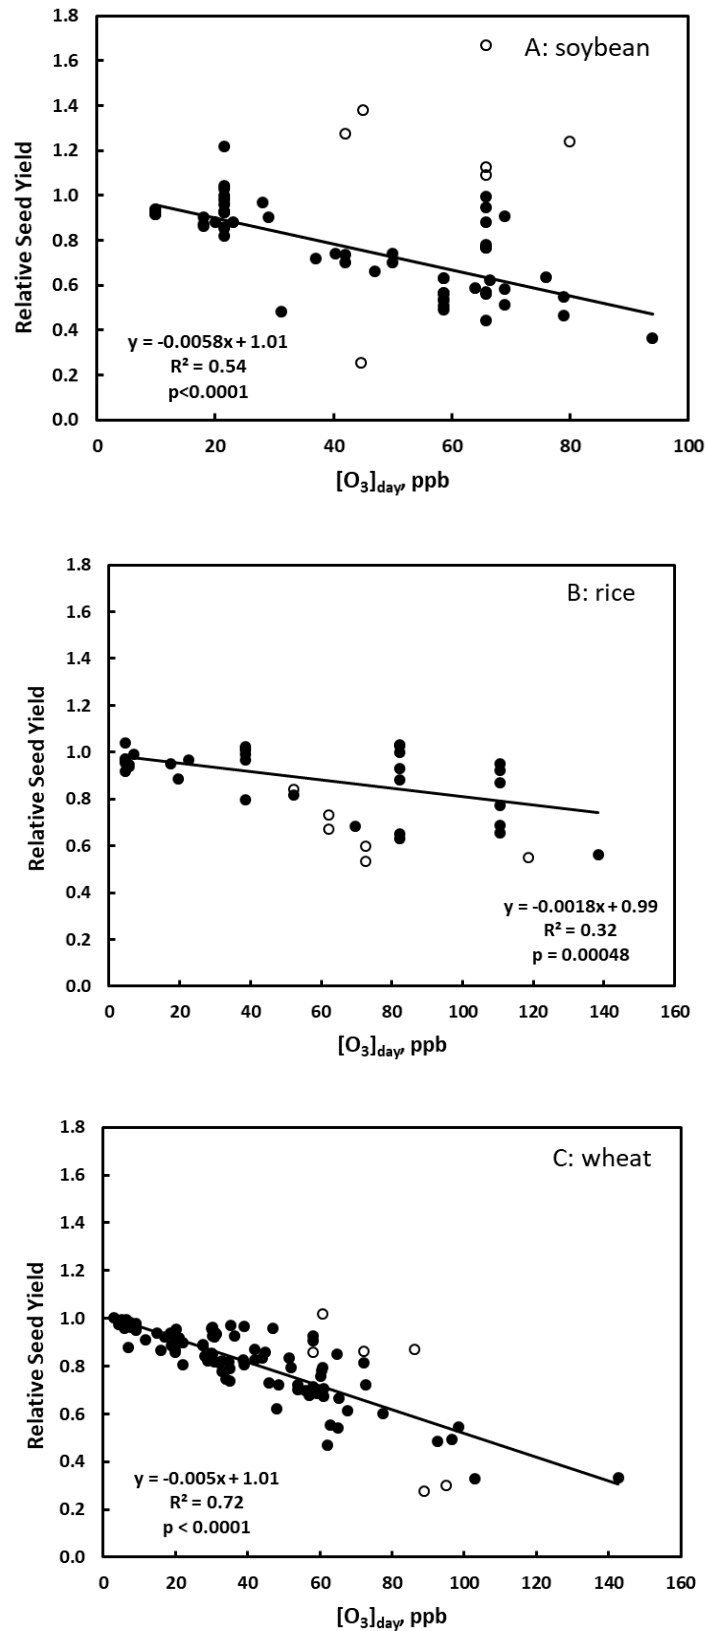 1.8
A: soybean
1.6
1.4
1.2
1.0
0.8
0.6
0.4
0.2
0.0
Relative Seed Yield
y = -0.0058x + 1.01
R² = 0.54
p<0.0001
0 20 40 60 80 100
[O₃]day, ppb
1.8
B: rice
1.6
1.4
1.2
1.0
0.8
0.6
0.4
0.2
0.0
Relative Seed Yield
y = -0.0018x + 0.99
R² = 0.32
p = 0.00048
0 20 40 60 80 100 120 140 160
[O₃]day, ppb
1.8
C: wheat
1.6
1.4
1.2
1.0
0.8
0.6
0.4
0.2
0.0
Relative Seed Yield
y = -0.005x + 1.01
R² = 0.72
p < 0.0001
0 20 40 60 80 100 120 140 160
[O₃]day, ppb